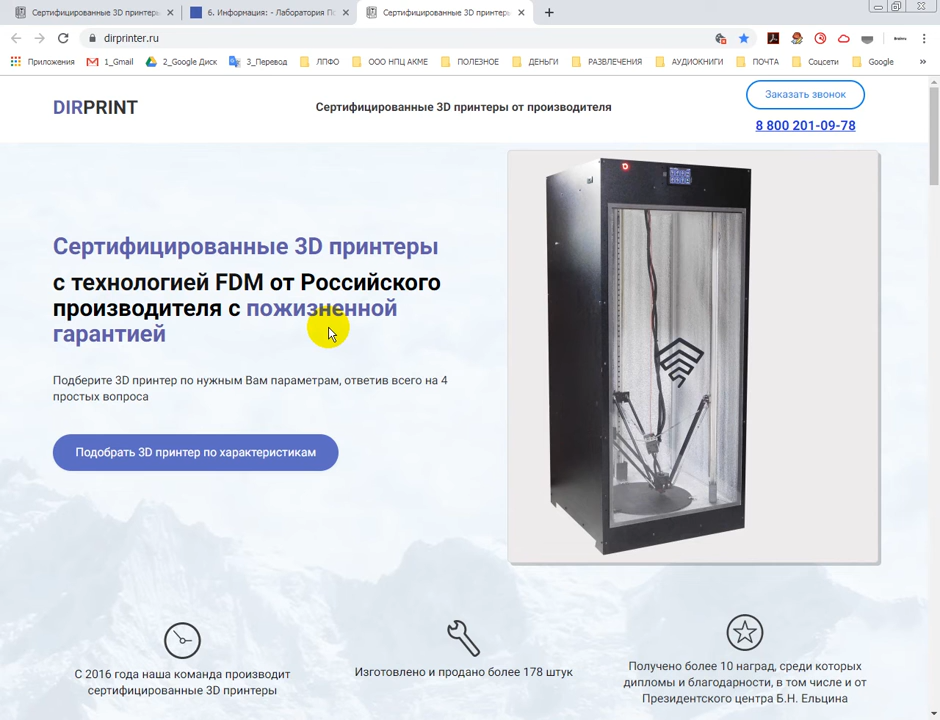 Сертифицированные 3D принтеры
6. Информация: - Лаборатория По
Сертифицированные 3D принтеры
dirprinter.ru
Приложения
1_Gmail
2_Google Диск
3_Перевод
ЛПФО
ООО НПЦ АКМЕ
ПОЛЕЗНОЕ
ДЕНЬГИ
РАЗВЛЕЧЕНИЯ
АУДИОКНИГИ
ПОЧТА
Соцсети
Google
»
DIRPRINT
Сертифицированные 3D принтеры от производителя
Заказать звонок
8 800 201-09-78
Сертифицированные 3D принтеры
с технологией FDM от Российского
производителя с пожизненной
гарантией
Подберите 3D принтер по нужным Вам параметрам, ответив всего на 4
простых вопроса
Подобрать 3D принтер по характеристикам
С 2016 года наша команда производит
сертифицированные 3D принтеры
Изготовлено и продано более 178 штук
Получено более 10 наград, среди которых
дипломы и благодарности, в том числе и от
Президентского центра Б.Н. Ельцина